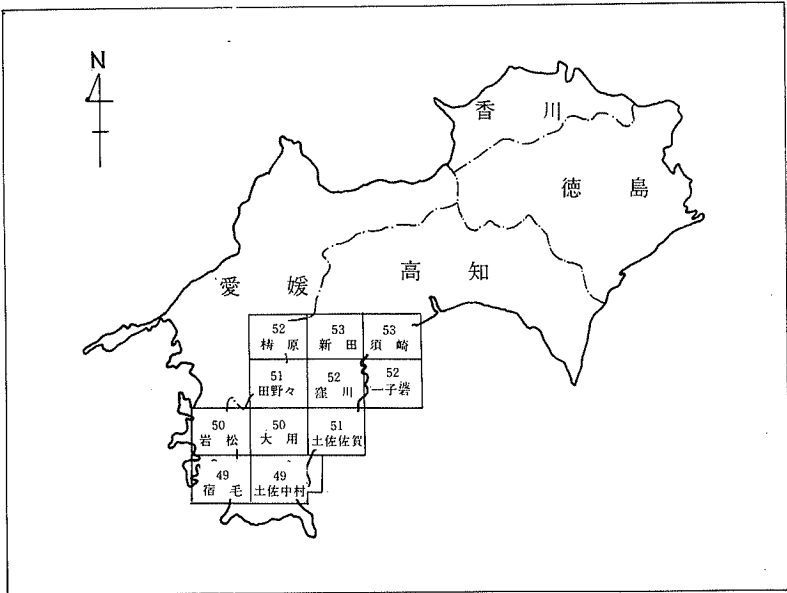 N
香川
徳島
高知
愛媛
52
梼原
53
新田
53
須崎
51
田野々
52
窪川
52
一子碆
50
岩松
50
大用
51
土佐佐賀
49
宿毛
49
土佐中村